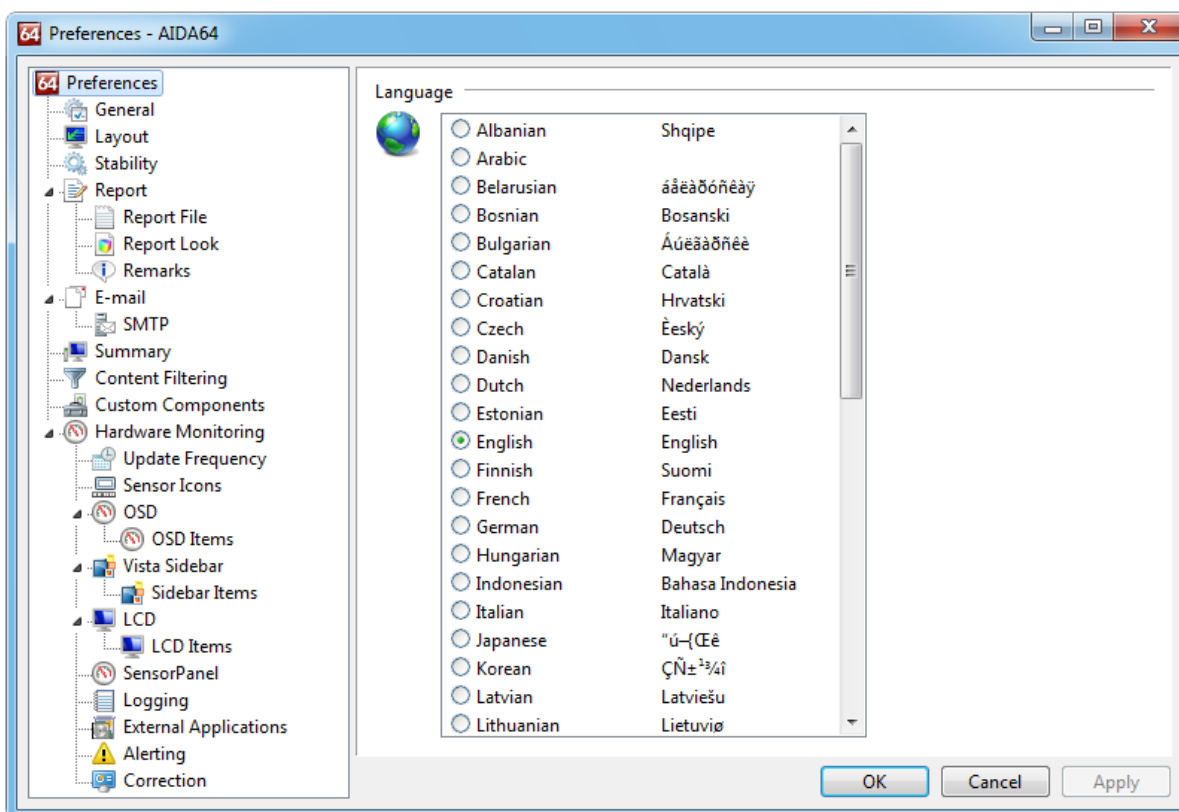 64 Preferences - AIDA64
64 Preferences
General
Layout
Stability
Report
Report File
Report Look
Remarks
E-mail
SMTP
Summary
Content Filtering
Custom Components
Hardware Monitoring
Update Frequency
Sensor Icons
OSD
OSD Items
Vista Sidebar
Sidebar Items
LCD
LCD Items
SensorPanel
Logging
External Applications
Alerting
Correction
Language
Albanian Shqipe
Arabic
Belarusian áåëàðóñêàÿ
Bosnian Bosanski
Bulgarian Áúëãàðñêè
Catalan Català
Croatian Hrvatski
Czech Èeský
Danish Dansk
Dutch Nederlands
Estonian Eesti
English English
Finnish Suomi
French Français
German Deutsch
Hungarian Magyar
Indonesian Bahasa Indonesia
Italian Italiano
Japanese “ú–{Œê
Korean ÇÑ±¹¾î
Latvian Latviešu
Lithuanian Lietuviø
OK Cancel Apply